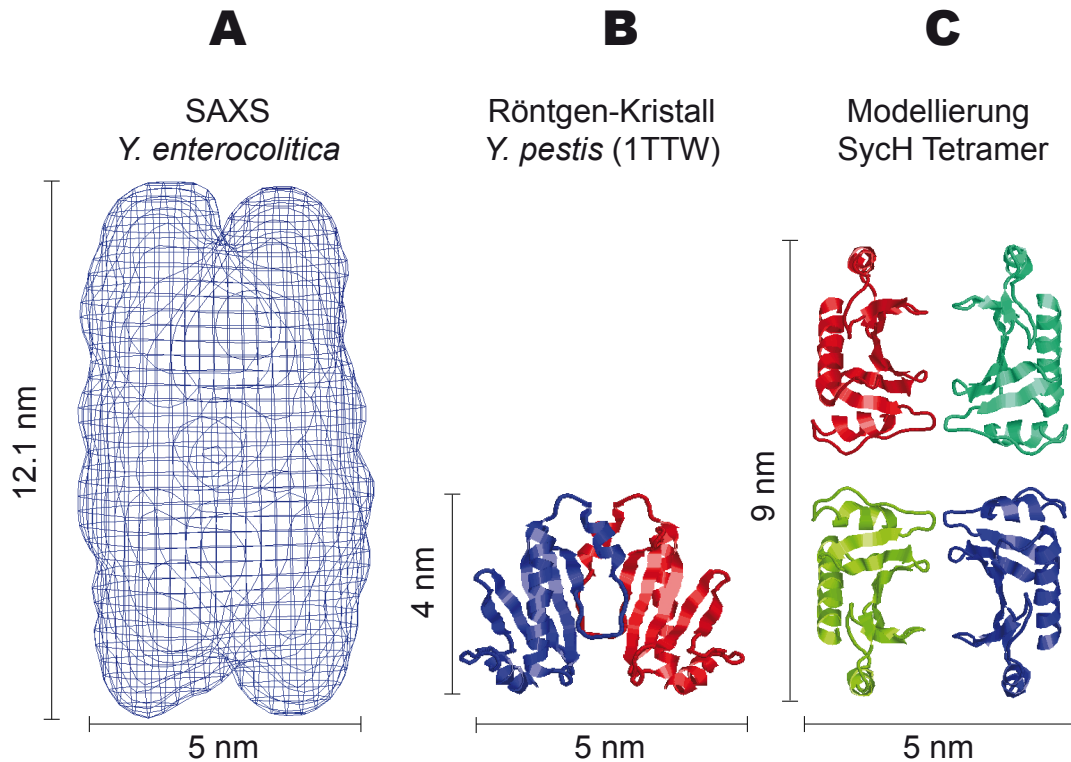 A
SAXS
Y. enterocolitica
12.1 nm
5 nm
B
Röntgen-Kristall
Y. pestis (1TTW)
4 nm
5 nm
C
Modellierung
SycH Tetramer
9 nm
5 nm